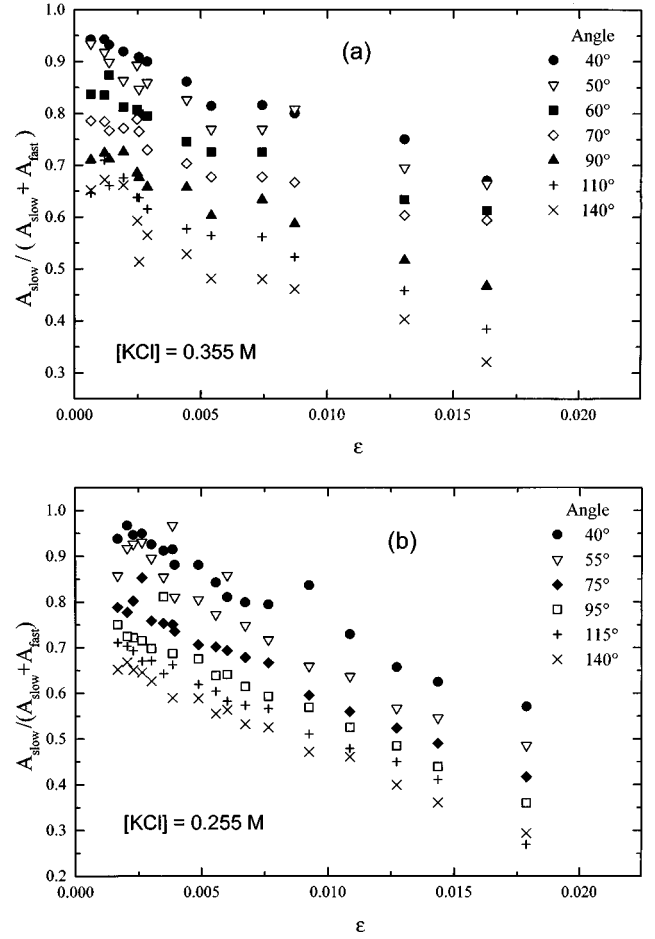 1.0
(a)
Angle
0.9
40°
50°
0.8
60°
70°
0.7
90°
110°
0.6
140°
0.5
0.4
0.3
A_slow / ( A_slow + A_fast )
[KCl] = 0.355 M
0.000 0.005 0.010 0.015 0.020
ε
1.0
(b)
Angle
0.9
40°
55°
0.8
75°
95°
0.7
115°
140°
0.6
0.5
0.4
0.3
0.2
A_slow/(A_slow+A_fast)
[KCl] = 0.255 M
0.000 0.005 0.010 0.015 0.020
ε